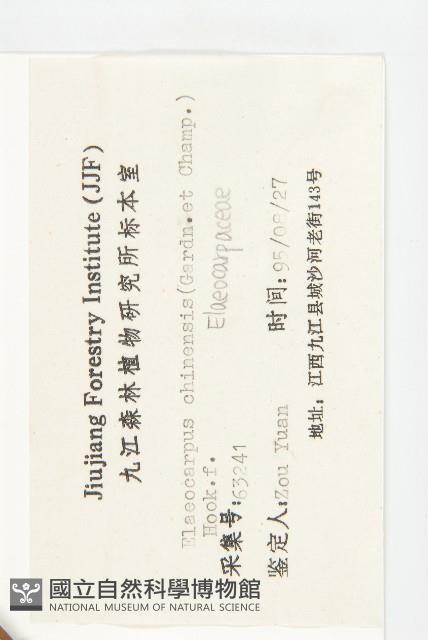 Jiujiang Forestry Institute (JJF)
九江森林植物研究所标本室
Elaeocarpus chinensis(Gardn.et Champ.)
Hook.f.
Elaeocarpaceae
采集号:63241
鉴定人:Zou Yuan 时间:95/08/27
地址: 江西九江县城沙河老街143号
國立自然科學博物館
NATIONAL MUSEUM OF NATURAL SCIENCE